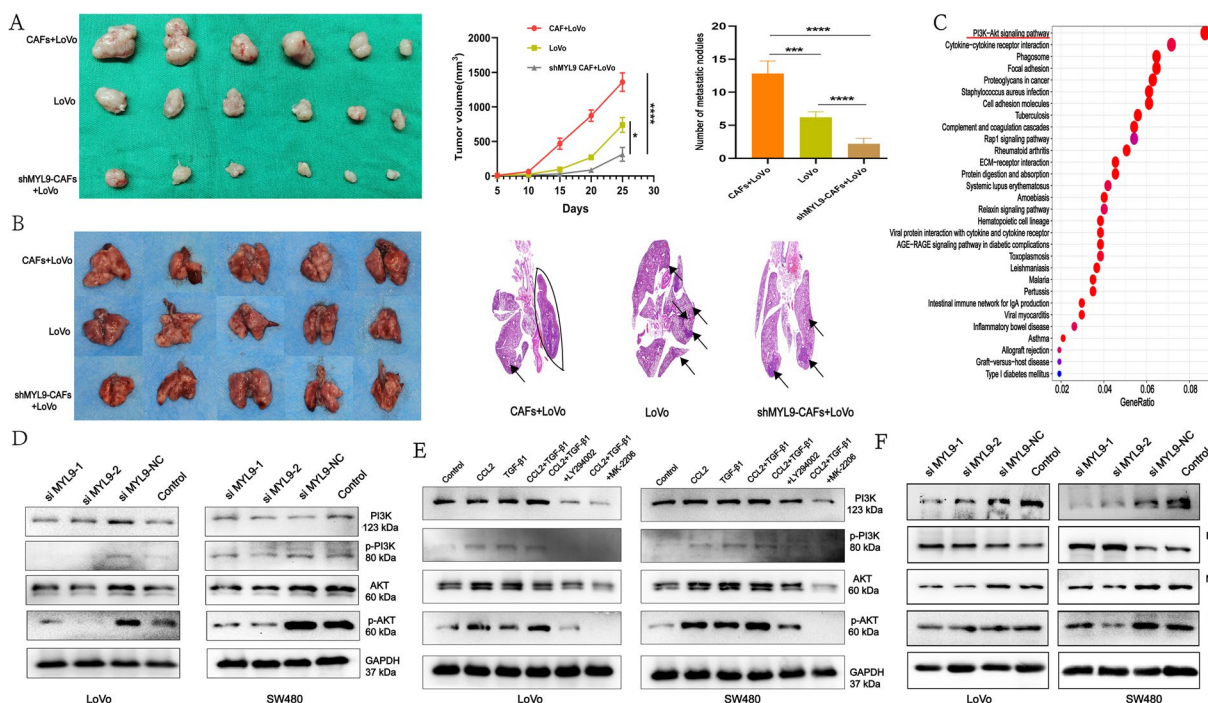 A
CAFs+LoVo
LoVo
shMYL9-CAFs
+LoVo
Tumor volume(mm³)
2000
1500
1000
500
0
5 10 15 20 25 30
Days
CAF+LoVo
LoVo
shMYL9 CAF+LoVo
*
****
Number of metastatic nodules
20
15
10
5
0
****
***
****
CAFs+LoVo
LoVo
shMYL9-CAFs+LoVo
C
PI3K-Akt signaling pathway
Cytokine-cytokine receptor interaction
Phagosome
Focal adhesion
Proteoglycans in cancer
Staphylococcus aureus infection
Cell adhesion molecules
Tuberculosis
Complement and coagulation cascades
Rap1 signaling pathway
Rheumatoid arthritis
ECM-receptor interaction
Protein digestion and absorption
Systemic lupus erythematosus
Amoebiasis
Relaxin signaling pathway
Hematopoietic cell lineage
Viral protein interaction with cytokine and cytokine receptor
AGE-RAGE signaling pathway in diabetic complications
Toxoplasmosis
Leishmaniasis
Malaria
Pertussis
Intestinal immune network for IgA production
Viral myocarditis
Inflammatory bowel disease
Asthma
Allograft rejection
Graft-versus-host disease
Type I diabetes mellitus
0.02 0.04 0.06 0.08
GeneRatio
B
CAFs+LoVo
LoVo
shMYL9-CAFs
+LoVo
CAFs+LoVo
LoVo
shMYL9-CAFs+LoVo
D
si MYL9-1
si MYL9-2
si MYL9-NC
Control
si MYL9-1
si MYL9-2
si MYL9-NC
Control
PI3K
123 kDa
p-PI3K
80 kDa
AKT
60 kDa
p-AKT
60 kDa
GAPDH
37 kDa
LoVo
SW480
E
Control
CCL2
TGF-β1
CCL2+TGF-β1
CCL2+TGF-β1
+LY294002
CCL2+TGF-β1
+MK-2206
Control
CCL2
TGF-β1
CCL2+TGF-β1
CCL2+TGF-β1
+LY294002
CCL2+TGF-β1
+MK-2206
PI3K
123 kDa
p-PI3K
80 kDa
AKT
60 kDa
p-AKT
60 kDa
GAPDH
37 kDa
LoVo
SW480
F
si MYL9-1
si MYL9-2
si MYL9-NC
Control
si MYL9-1
si MYL9-2
si MYL9-NC
Control
LoVo
SW480